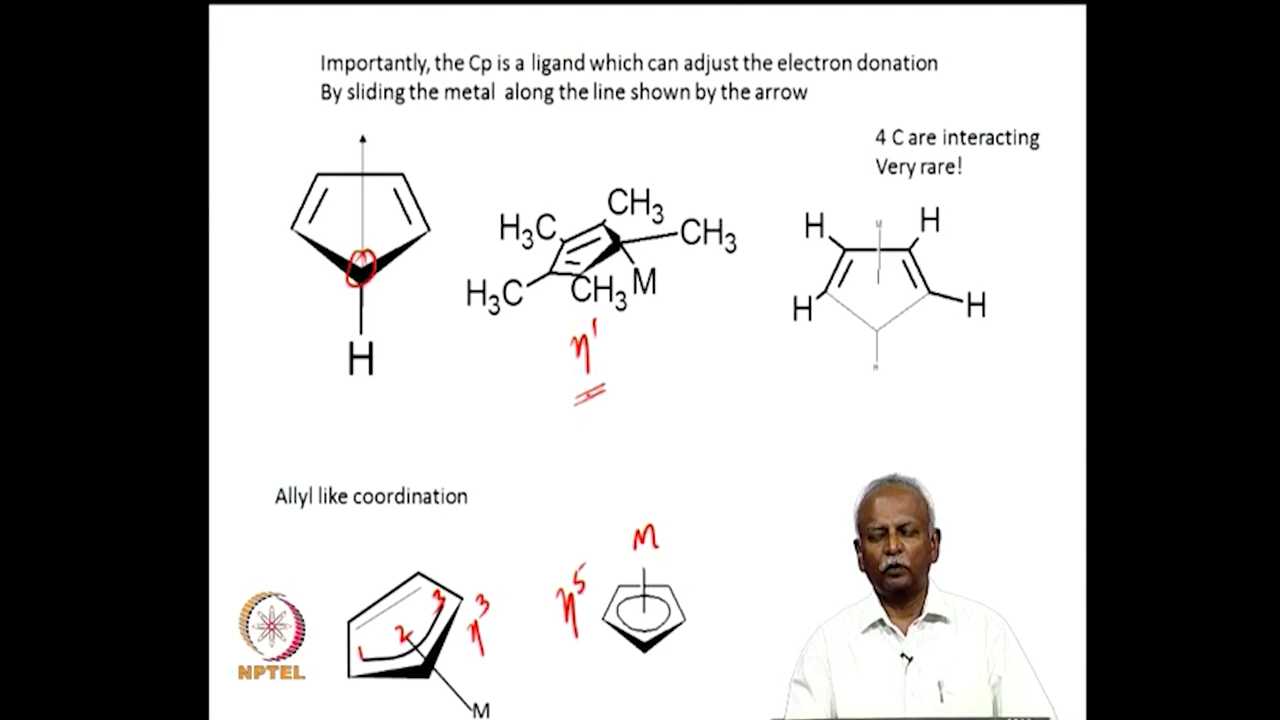 Importantly, the Cp is a ligand which can adjust the electron donation
By sliding the metal along the line shown by the arrow
4 C are interacting
Very rare!
H
H₃C
CH₃
CH₃
H₃C
CH₃
M
η¹
H
H
H
H
M
H
Allyl like coordination
1
2
3
η³
M
η⁵
M
NPTEL